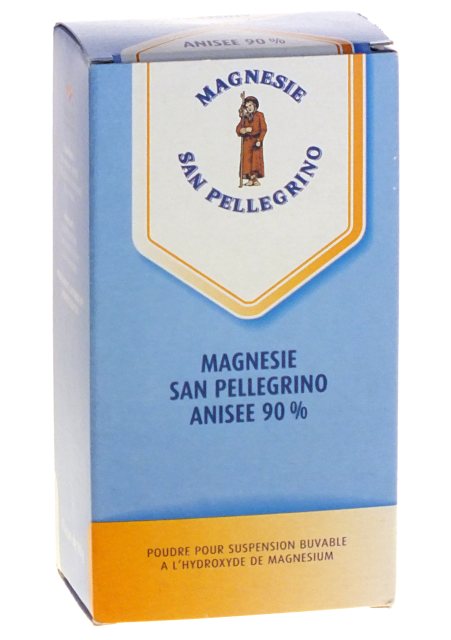 ANISEE 90 %
MAGNESIE
SAN PELLEGRINO
MAGNESIE
SAN PELLEGRINO
ANISEE 90 %
POUDRE POUR SUSPENSION BUVABLE
A L'HYDROXYDE DE MAGNESIUM